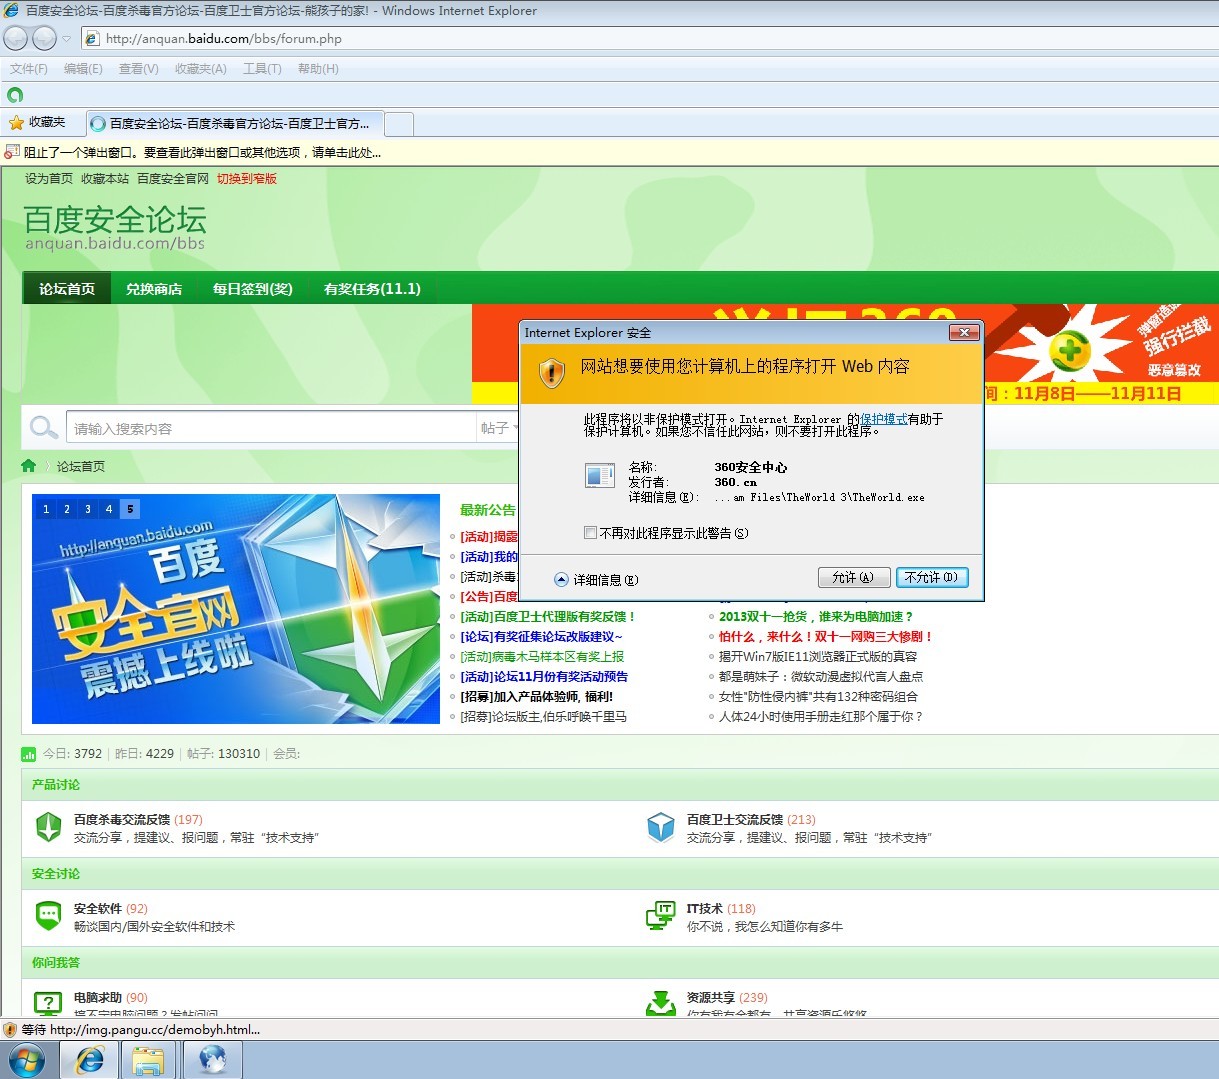 百度安全论坛-百度杀毒官方论坛-百度卫士官方论坛-熊孩子的家! - Windows Internet Explorer
http://anquan.baidu.com/bbs/forum.php
文件(F) 编辑(E) 查看(V) 收藏夹(A) 工具(T) 帮助(H)
收藏夹 百度安全论坛-百度杀毒官方论坛-百度卫士官方...
阻止了一个弹出窗口。要查看此弹出窗口或其他选项，请单击此处...
设为首页 收藏本站 百度安全官网 切换到窄版
百度安全论坛
anquan.baidu.com/bbs
论坛首页 兑换商店 每日签到(奖) 有奖任务(11.1)
360
弹窗
强行拦截
恶意篡改
间：11月8日——11月11日
Internet Explorer 安全
网站想要使用您计算机上的程序打开 Web 内容
此程序将以非保护模式打开。Internet Explorer 的保护模式有助于
保护计算机。如果您不信任此网站，则不要打开此程序。
名称: 360安全中心
发行者: 360.cn
详细信息(E): ...am Files\TheWorld 3\TheWorld.exe
不再对此程序显示此警告(S)
详细信息(E) 允许(A) 不允许(D)
请输入搜索内容 帖子
论坛首页
1 2 3 4 5
http://anquan.baidu.com
百度
安全官网
震撼上线啦
最新公告
[活动]揭露
[活动]我的
[活动]杀毒
[公告]百度
[活动]百度卫士代理版有奖反馈！
[论坛]有奖征集论坛改版建议~
[活动]病毒木马样本区有奖上报
[活动]论坛11月份有奖活动预告
[招募]加入产品体验师, 福利!
[招募]论坛版主,伯乐呼唤千里马
2013双十一抢货，谁来为电脑加速？
怕什么，来什么！双十一网购三大惨剧！
揭开Win7版IE11浏览器正式版的真容
都是萌妹子：微软动漫虚拟代言人盘点
女性"防性侵内裤"共有132种密码组合
人体24小时使用手册走红那个属于你？
今日: 3792 | 昨日: 4229 | 帖子: 130310 | 会员:
产品讨论
百度杀毒交流反馈 (197)
交流分享，提建议、报问题，常驻“技术支持”
百度卫士交流反馈 (213)
交流分享，提建议、报问题，常驻“技术支持”
安全讨论
安全软件 (92)
畅谈国内/国外安全软件和技术
IT技术 (118)
你不说，我怎么知道你有多牛
你问我答
电脑求助 (90)
搞不定电脑问题？发帖问问
资源共享 (239)
你有我有全都有，共享资源乐悠悠
等待 http://img.pangu.cc/demobyh.html...